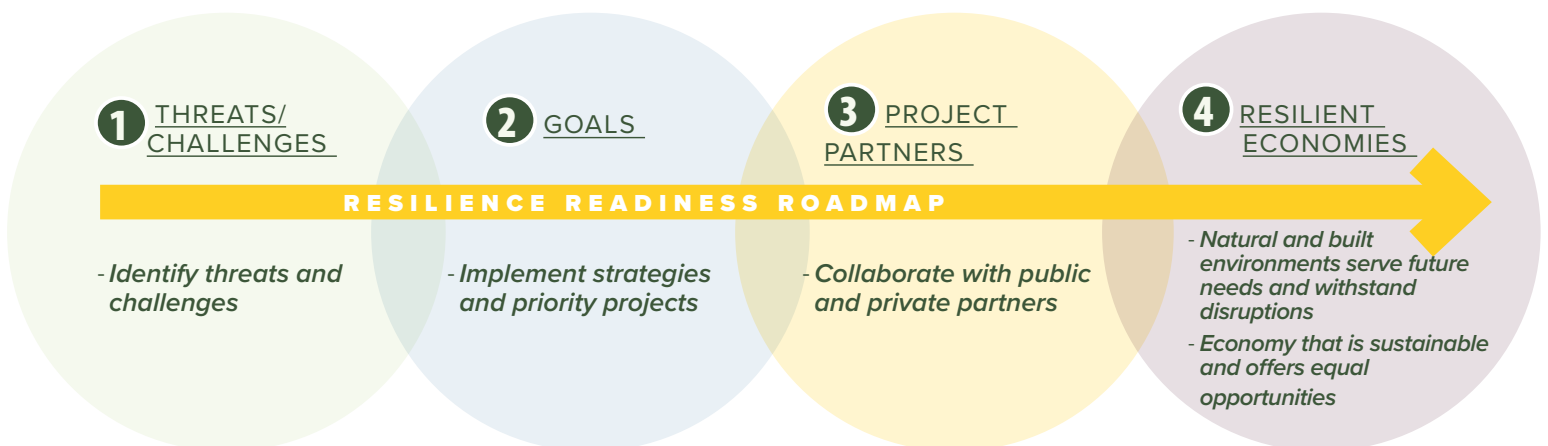 1 THREATS/
CHALLENGES
2 GOALS
3 PROJECT
PARTNERS
4 RESILIENT
ECONOMIES
RESILIENCE READINESS ROADMAP
- Identify threats and
challenges
- Implement strategies
and priority projects
- Collaborate with public
and private partners
- Natural and built
environments serve future
needs and withstand
disruptions
- Economy that is sustainable
and offers equal
opportunities